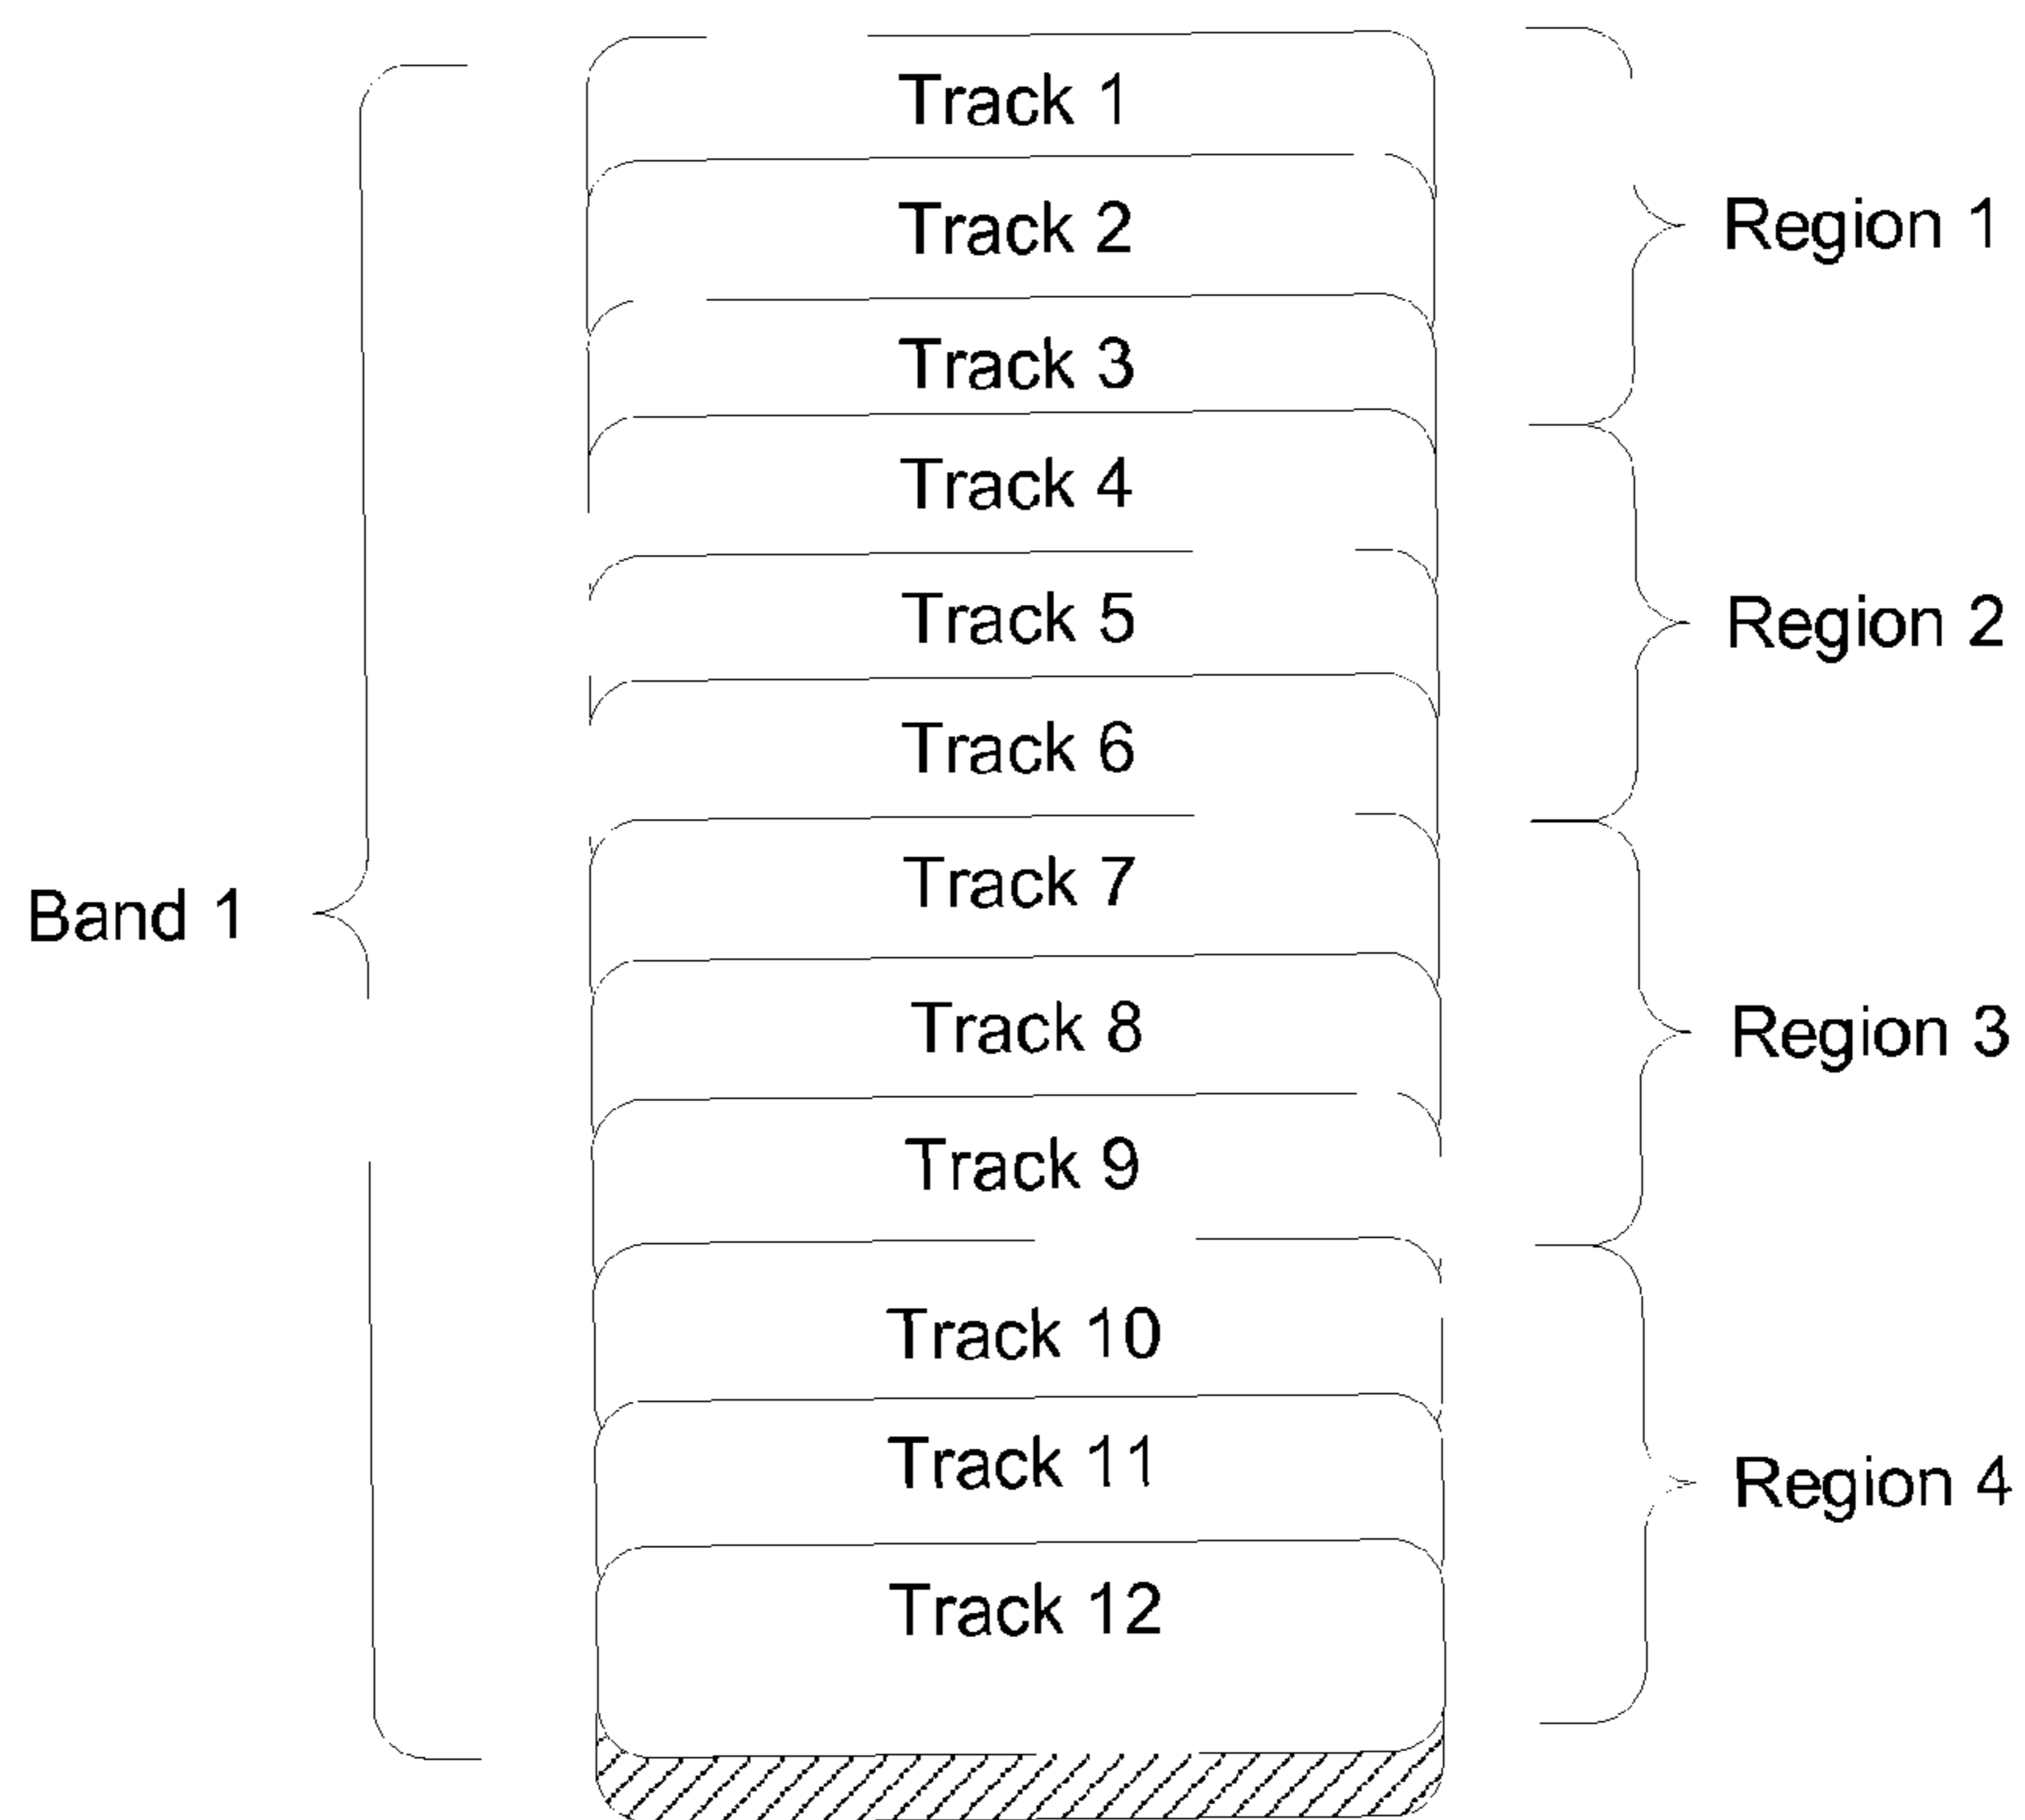 Track 1
Track 2
Region 1
Track 3
Track 4
Track 5
Region 2
Track 6
Track 7
Band 1
Track 8
Region 3
Track 9
Track 10
Track 11
Region 4
Track 12